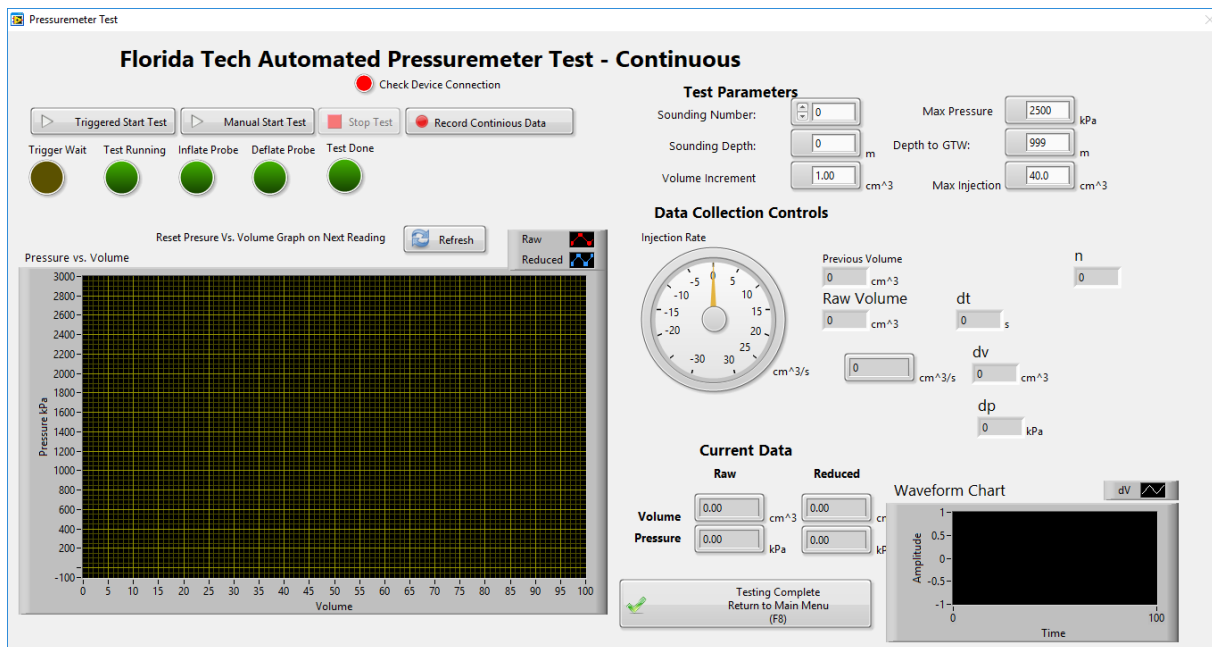 Pressuremeter Test
Florida Tech Automated Pressuremeter Test - Continuous
Check Device Connection
Triggered Start Test
Manual Start Test
Stop Test
Record Continious Data
Trigger Wait
Test Running
Inflate Probe
Deflate Probe
Test Done
Reset Presure Vs. Volume Graph on Next Reading
Refresh
Raw
Reduced
Pressure vs. Volume
Pressure kPa
3000
2800
2600
2400
2200
2000
1800
1600
1400
1200
1000
800
600
400
200
-100
0 5 10 15 20 25 30 35 40 45 50 55 60 65 70 75 80 85 90 95 100
Volume
Test Parameters
Sounding Number: 0
Max Pressure 2500 kPa
Sounding Depth: 0 m
Depth to GTW: 999 m
Volume Increment 1.00 cm^3
Max Injection 40.0 cm^3
Data Collection Controls
Injection Rate
-30 -20 -15 -10 -5 0 5 10 15 20 25 30
cm^3/s
Previous Volume
0 cm^3
n
0
Raw Volume
0 cm^3
dt
0 s
0 cm^3/s
dv
0 cm^3
dp
0 kPa
Current Data
Raw Reduced
Volume 0.00 cm^3 0.00 cr
Pressure 0.00 kPa 0.00 kP
Testing Complete
Return to Main Menu
(F8)
Waveform Chart
dV
Amplitude
1
0.5
0
-0.5
-1
0 100
Time